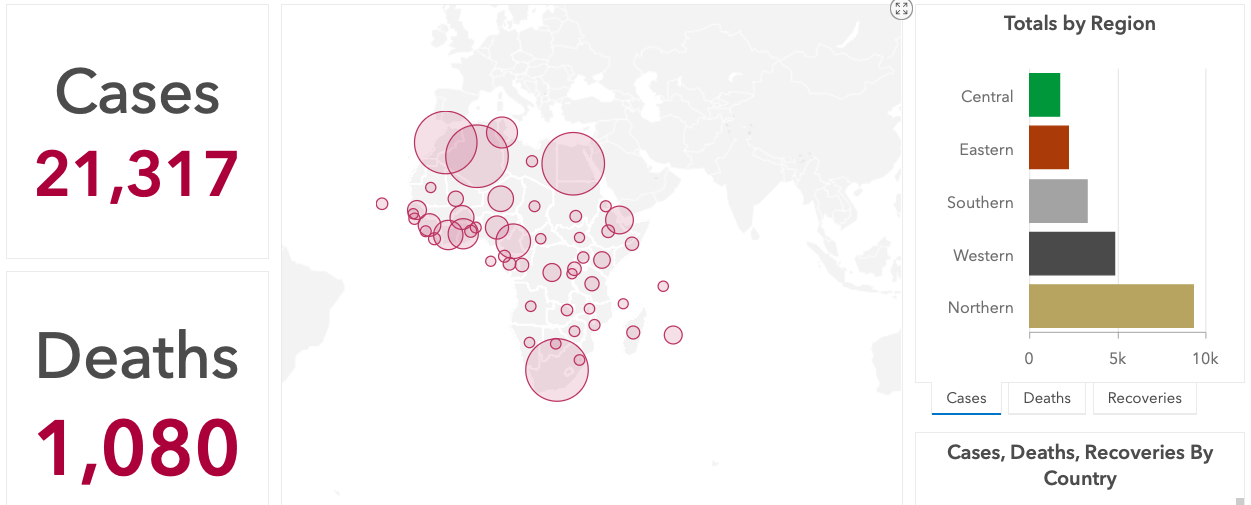 Cases
21,317
Deaths
1,080
Totals by Region
Central
Eastern
Southern
Western
Northern
0 5k 10k
Cases Deaths Recoveries
Cases, Deaths, Recoveries By
Country